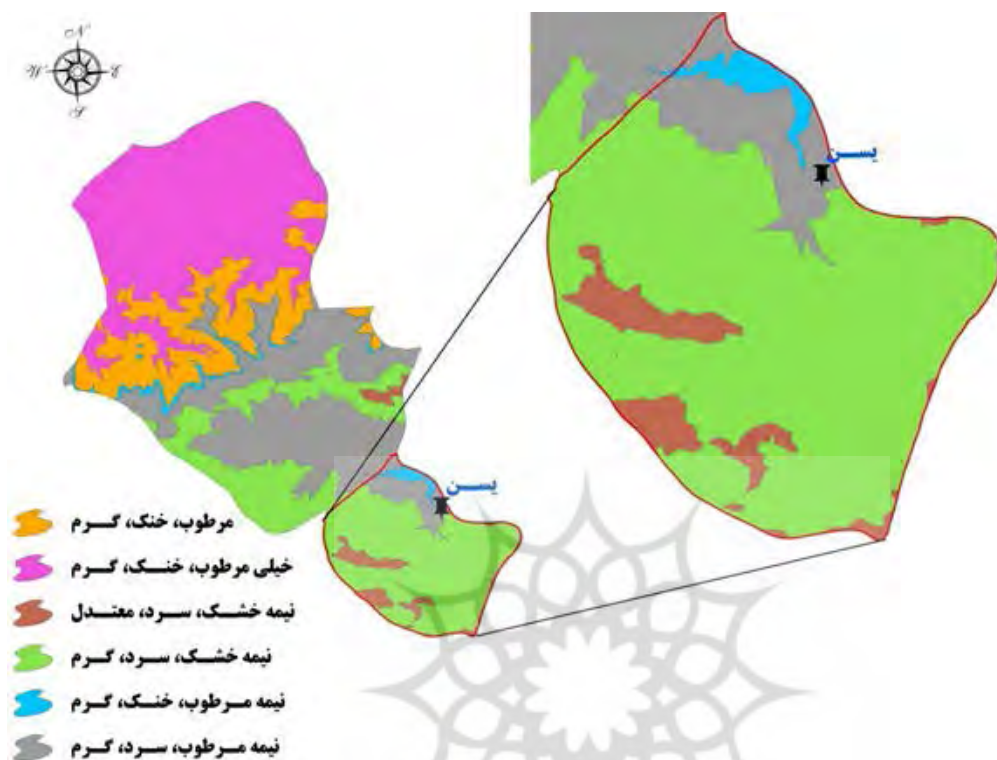 N
W
E
S
یسن
یسن
مرطوب، خنک، گرم
خیلی مرطوب، خنک، گرم
نیمه خشک، سرد، معتدل
نیمه خشک، سرد، گرم
نیمه مرطوب، خنک، گرم
نیمه مرطوب، سرد، گرم